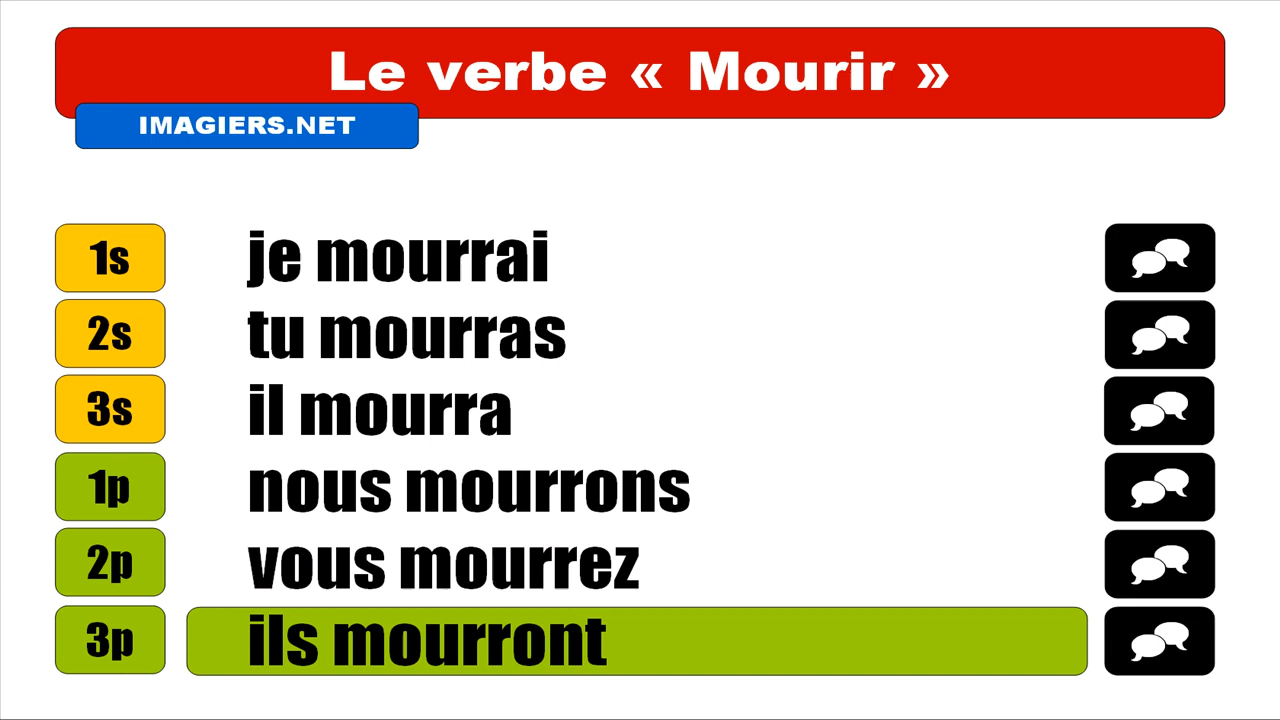 Le verbe « Mourir »
IMAGIERS.NET
1s je mourrai
2s tu mourras
3s il mourra
1p nous mourrons
2p vous mourrez
3p ils mourront